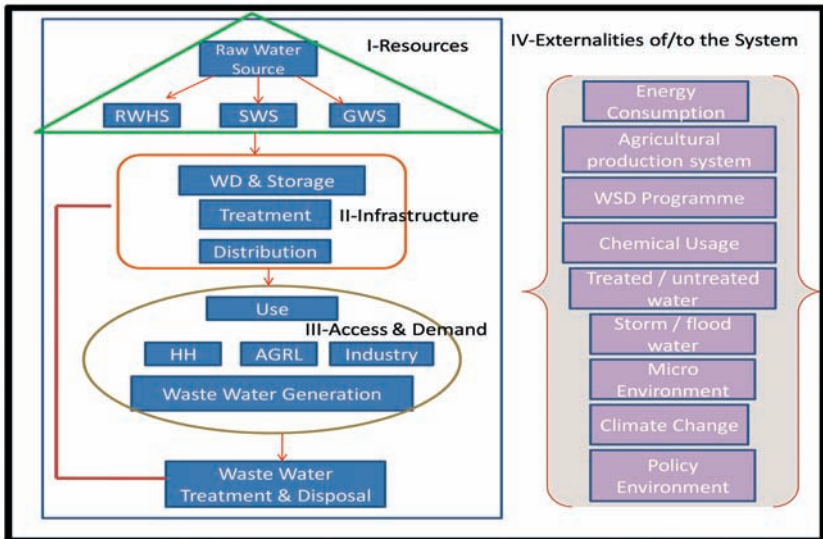 I-Resources
Raw Water
Source
RWHS
SWS
GWS
WD & Storage
Treatment
II-Infrastructure
Distribution
Use
III-Access & Demand
HH
AGRL
Industry
Waste Water Generation
Waste Water
Treatment & Disposal
IV-Externalities of/to the System
Energy
Consumption
Agricultural
production system
WSD Programme
Chemical Usage
Treated / untreated
water
Storm / flood
water
Micro
Environment
Climate Change
Policy
Environment